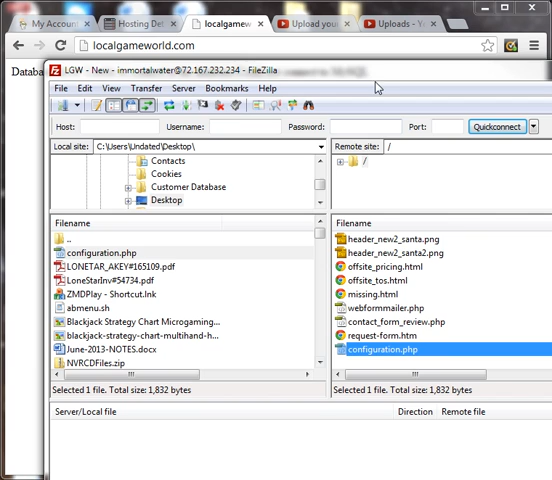 My Account
Hosting Det
localgamew
Upload your
Uploads - Yo
localgameworld.com
Datab
LGW - New - immortalwater@72.167.232.234 - FileZilla
File Edit View Transfer Server Bookmarks Help
Host: Username: Password: Port: Quickconnect
Local site: C:\Users\Undated\Desktop\
Remote site: /
Contacts
Cookies
Customer Database
Desktop
/
Filename
..
configuration.php
LONETAR_AKEY#165109.pdf
LoneStarInv#54734.pdf
ZMDPlay - Shortcut.lnk
abmenu.sh
Blackjack Strategy Chart Microgaming...
blackjack-strategy-chart-multihand-h...
June-2013-NOTES.docx
NVRCDFiles.zip
Filename
header_new2_santa.png
header_new2_santa2.png
offsite_pricing.html
offsite_tos.html
missing.html
webformmailer.php
contact_form_review.php
request-form.htm
configuration.php
Selected 1 file. Total size: 1,832 bytes
Selected 1 file. Total size: 1,832 bytes
Server/Local file Direction Remote file